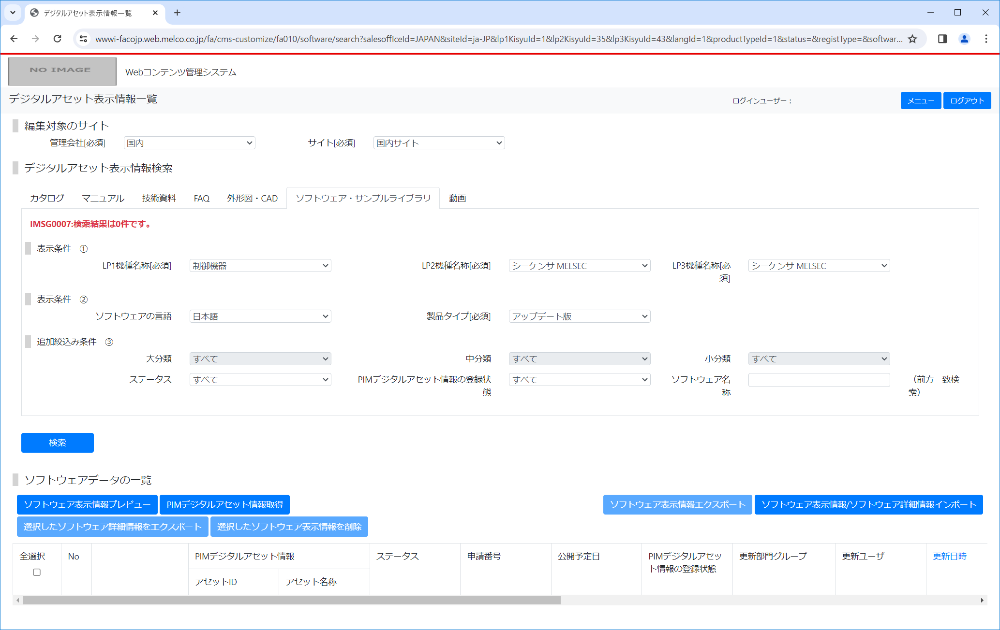 デジタルアセット表示情報一覧
wwwi-facojp.web.melco.co.jp/fa/cms-customize/fa010/software/search?salesofficeId=JAPAN&siteId=ja-JP&lp1KisyuId=1&lp2KisyuId=35&lp3KisyuId=43&langId=1&productTypeId=1&status=&registType=&softwar...
NO IMAGE Webコンテンツ管理システム
デジタルアセット表示情報一覧 ログインユーザー： メニュー ログアウト
編集対象のサイト
管理会社[必須] 国内 サイト[必須] 国内サイト
デジタルアセット表示情報検索
カタログ マニュアル 技術資料 FAQ 外形図・CAD ソフトウェア・サンプルライブラリ 動画
IMSG0007:検索結果は0件です。
表示条件 ①
LP1機種名称[必須] 制御機器 LP2機種名称[必須] シーケンサ MELSEC LP3機種名称[必 シーケンサ MELSEC
須]
表示条件 ②
ソフトウェアの言語 日本語 製品タイプ[必須] アップデート版
追加絞込み条件 ③
大分類 すべて 中分類 すべて 小分類 すべて
ステータス すべて PIMデジタルアセット情報の登録状 すべて ソフトウェア名 （前方一致検
態 称 索）
検索
ソフトウェアデータの一覧
ソフトウェア表示情報プレビュー PIMデジタルアセット情報取得 ソフトウェア表示情報エクスポート ソフトウェア表示情報/ソフトウェア詳細情報インポート
選択したソフトウェア詳細情報をエクスポート 選択したソフトウェア表示情報を削除
全選択 No PIMデジタルアセット情報 ステータス 申請番号 公開予定日 PIMデジタルアセッ 更新部門グループ 更新ユーザ 更新日時
ト情報の登録状態
アセットID アセット名称